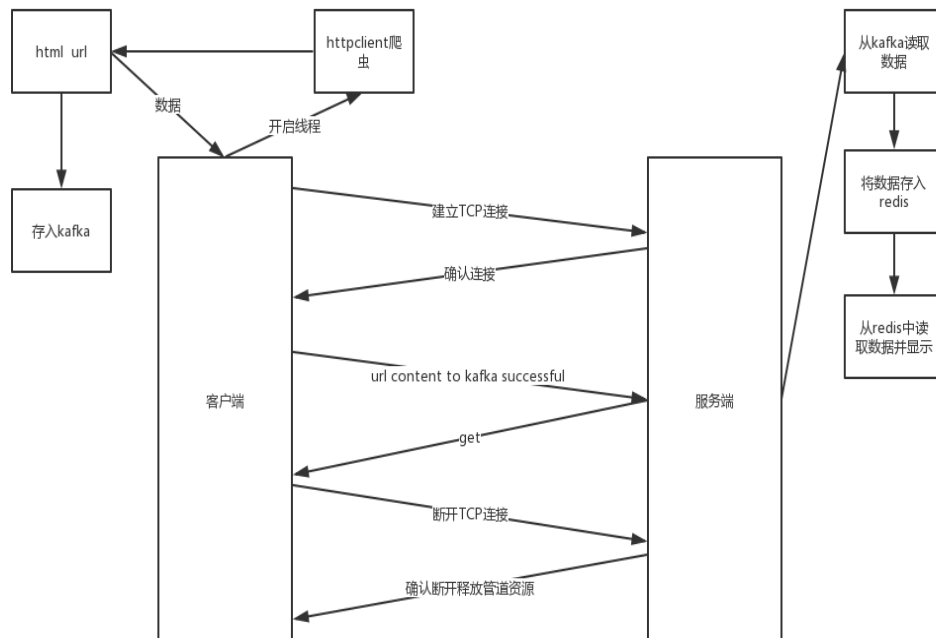 html url
httpclient爬
虫
从kafka读取
数据
数据
开启线程
存入kafka
将数据存入
redis
建立TCP连接
确认连接
从redis中读
取数据并显示
url content to kafka successful
客户端
服务端
get
断开TCP连接
确认断开释放管道资源